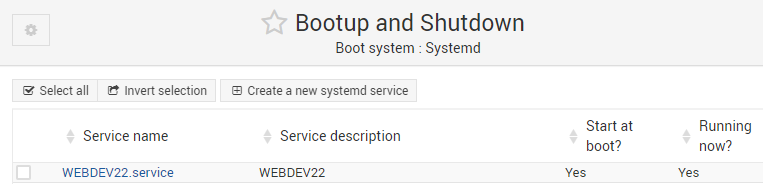 Bootup and Shutdown
Boot system : Systemd
Select all Invert selection Create a new systemd service
Service name Service description Start at boot? Running now?
WEBDEV22.service WEBDEV22 Yes Yes